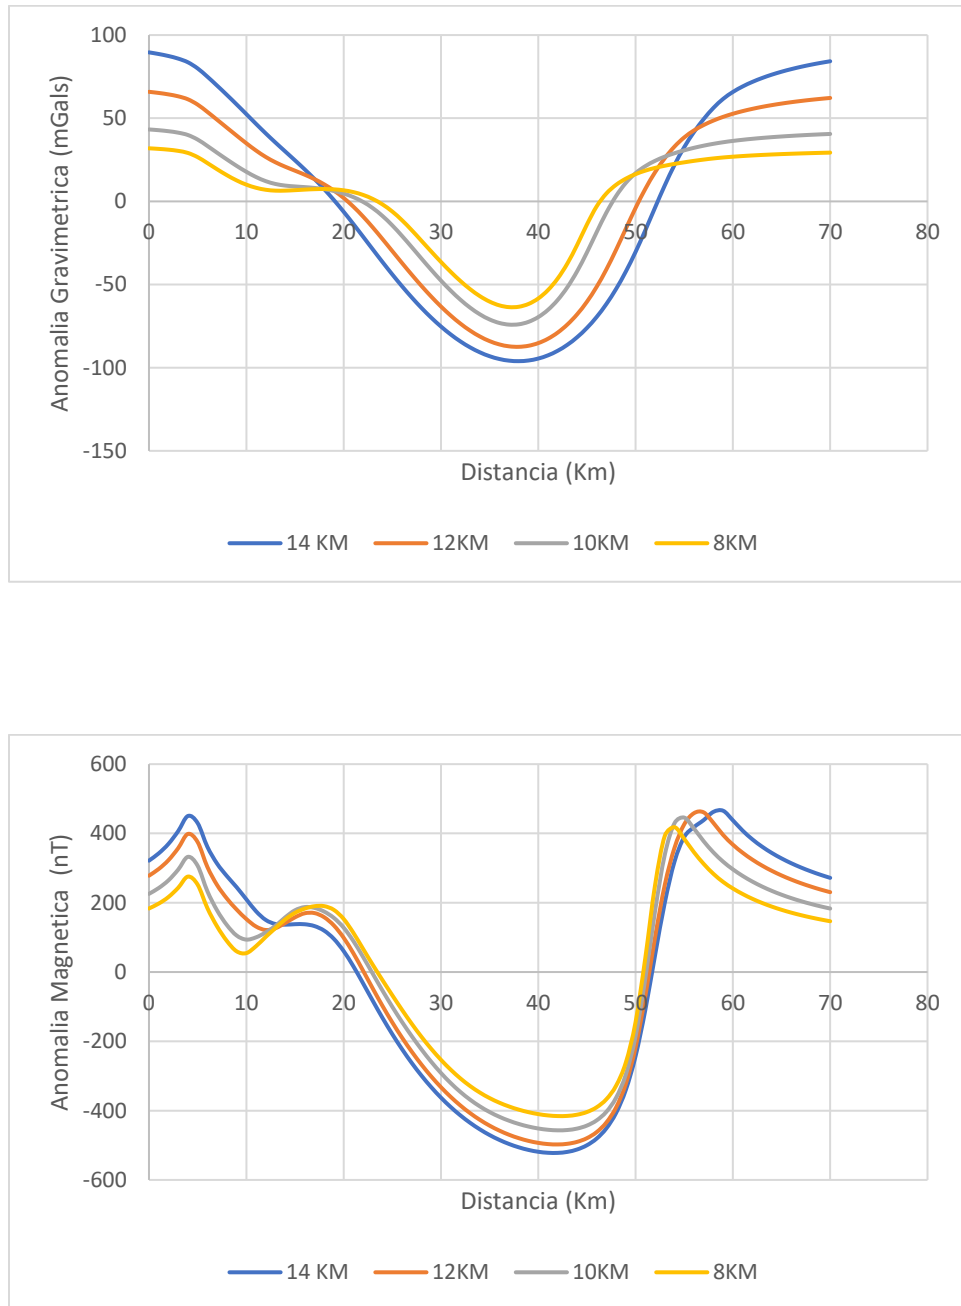 Anomalia Gravimetrica (mGals)
100
50
0
-50
-100
-150
0 10 20 30 40 50 60 70 80
Distancia (Km)
14 KM 12KM 10KM 8KM
Anomalia Magnetica (nT)
600
400
200
0
-200
-400
-600
0 10 20 30 40 50 60 70 80
Distancia (Km)
14 KM 12KM 10KM 8KM